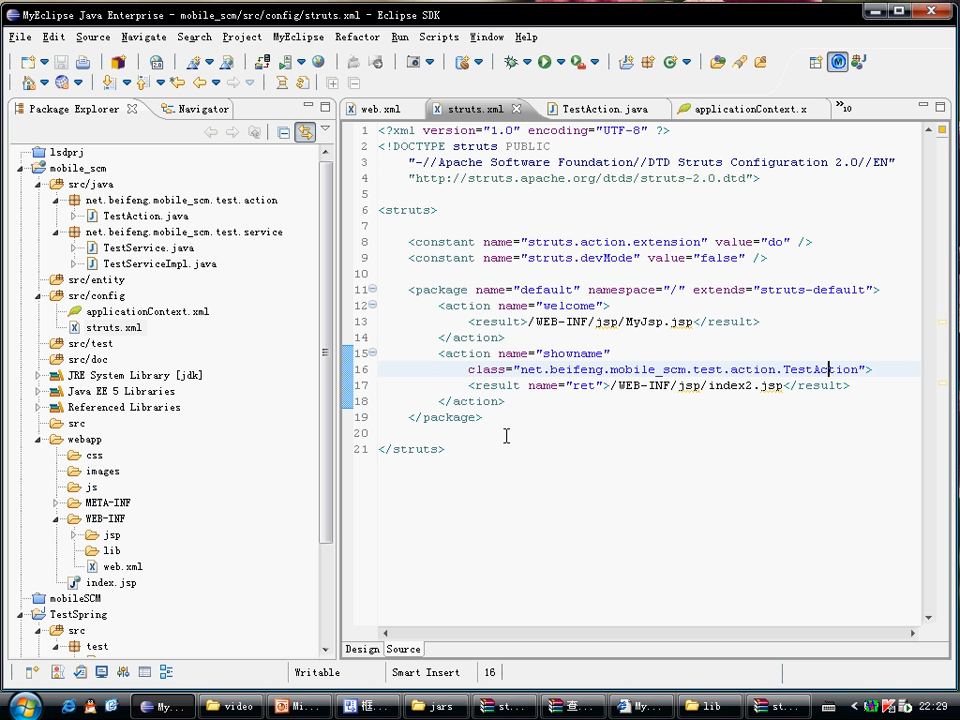 MyEclipse Java Enterprise - mobile_scm/src/config/struts.xml - Eclipse SDK
File Edit Source Navigate Search Project MyEclipse Refactor Run Scripts Window Help
Package Explorer
Navigator
web.xml
struts.xml
TestAction.java
applicationContext.x
»10
lsdprj
mobile_scm
src/java
net.beifeng.mobile_scm.test.action
TestAction.java
net.beifeng.mobile_scm.test.service
TestService.java
TestServiceImpl.java
src/entity
src/config
applicationContext.xml
struts.xml
src/test
src/doc
JRE System Library [jdk]
Java EE 5 Libraries
Referenced Libraries
src
webapp
css
images
js
META-INF
WEB-INF
jsp
lib
web.xml
index.jsp
mobileSCM
TestSpring
src
test
1 <?xml version="1.0" encoding="UTF-8" ?>
2 <!DOCTYPE struts PUBLIC
3 "-//Apache Software Foundation//DTD Struts Configuration 2.0//EN"
4 "http://struts.apache.org/dtds/struts-2.0.dtd">
5
6 <struts>
7
8 <constant name="struts.action.extension" value="do" />
9 <constant name="struts.devMode" value="false" />
10
11 <package name="default" namespace="/" extends="struts-default">
12 <action name="welcome">
13 <result>/WEB-INF/jsp/MyJsp.jsp</result>
14 </action>
15 <action name="showname"
16 class="net.beifeng.mobile_scm.test.action.TestAction">
17 <result name="ret">/WEB-INF/jsp/index2.jsp</result>
18 </action>
19 </package>
20
21 </struts>
Design Source
Writable Smart Insert 16
My... video Mi... 框... jars st... 查... My... lib st... 22:29